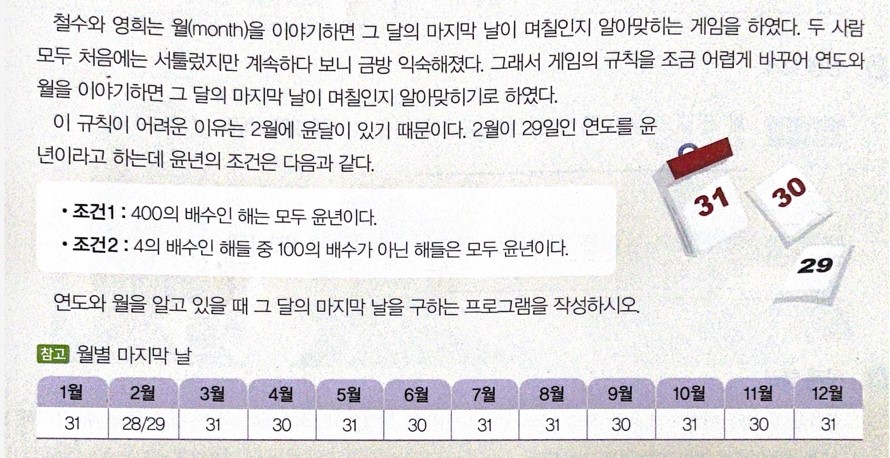 철수와 영희는 월(month)을 이야기하면 그 달의 마지막 날이 며칠인지 알아맞히는 게임을 하였다. 두 사람
모두 처음에는 서툴렀지만 계속하다 보니 금방 익숙해졌다. 그래서 게임의 규칙을 조금 어렵게 바꾸어 연도와
월을 이야기하면 그 달의 마지막 날이 며칠인지 알아맞히기로 하였다.
이 규칙이 어려운 이유는 2월에 윤달이 있기 때문이다. 2월이 29일인 연도를 윤
년이라고 하는데 윤년의 조건은 다음과 같다.
• 조건1 : 400의 배수인 해는 모두 윤년이다.
• 조건2 : 4의 배수인 해들 중 100의 배수가 아닌 해들은 모두 윤년이다.
31 30
29
연도와 월을 알고 있을 때 그 달의 마지막 날을 구하는 프로그램을 작성하시오.
참고 월별 마지막 날
1월 2월 3월 4월 5월 6월 7월 8월 9월 10월 11월 12월
31 28/29 31 30 31 30 31 31 30 31 30 31